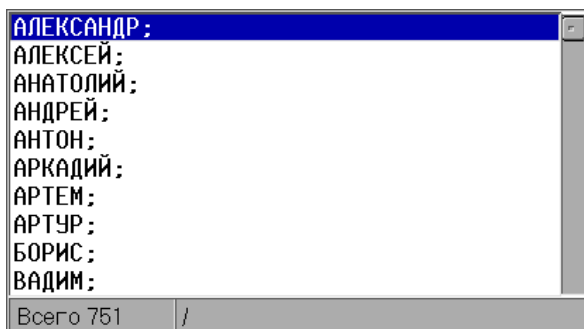 АЛЕКСАНДР;
АЛЕКСЕЙ;
АНАТОЛИЙ;
АНДРЕЙ;
АНТОН;
АРКАДИЙ;
АРТЕМ;
АРТУР;
БОРИС;
ВАДИМ;
Всего 751 /